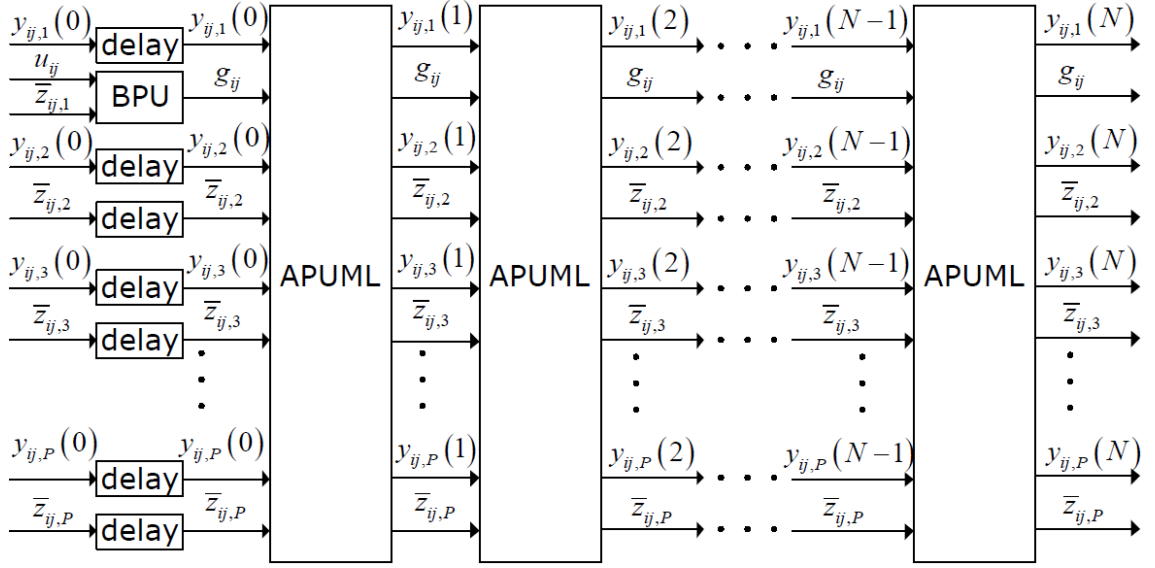 y_{ij,1}(0) y_{ij,1}(0) y_{ij,1}(1) y_{ij,1}(2) y_{ij,1}(N−1) y_{ij,1}(N)
delay
u_{ij} g_{ij} g_{ij} g_{ij} g_{ij}
z̅_{ij,1} BPU
y_{ij,2}(0) y_{ij,2}(0) y_{ij,2}(1) y_{ij,2}(2) y_{ij,2}(N−1) y_{ij,2}(N)
delay
z̅_{ij,2} z̅_{ij,2} z̅_{ij,2} z̅_{ij,2} z̅_{ij,2} z̅_{ij,2}
delay
y_{ij,3}(0) y_{ij,3}(0) y_{ij,3}(1) y_{ij,3}(2) y_{ij,3}(N−1) y_{ij,3}(N)
delay APUML APUML APUML
z̅_{ij,3} z̅_{ij,3} z̅_{ij,3} z̅_{ij,3} z̅_{ij,3} z̅_{ij,3}
delay
y_{ij,P}(0) y_{ij,P}(0) y_{ij,P}(1) y_{ij,P}(2) y_{ij,P}(N−1) y_{ij,P}(N)
delay
z̅_{ij,P} z̅_{ij,P} z̅_{ij,P} z̅_{ij,P} z̅_{ij,P} z̅_{ij,P}
delay